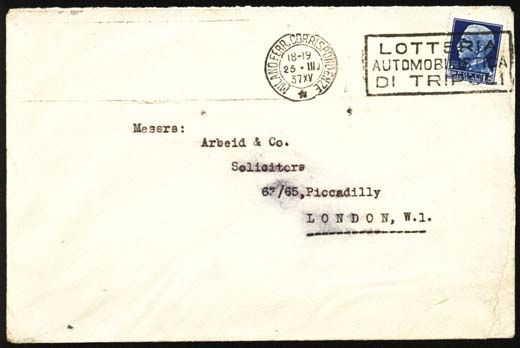 MILANO FERR. CORRISPONDENZE
18-19
25 · III
37 XV
LOTTERIA
AUTOMOBILISTICA
DI TRIPOLI
Messrs:
Arbeid & Co.
Solicitors
63/65,Piccadilly
LONDON, W.1.